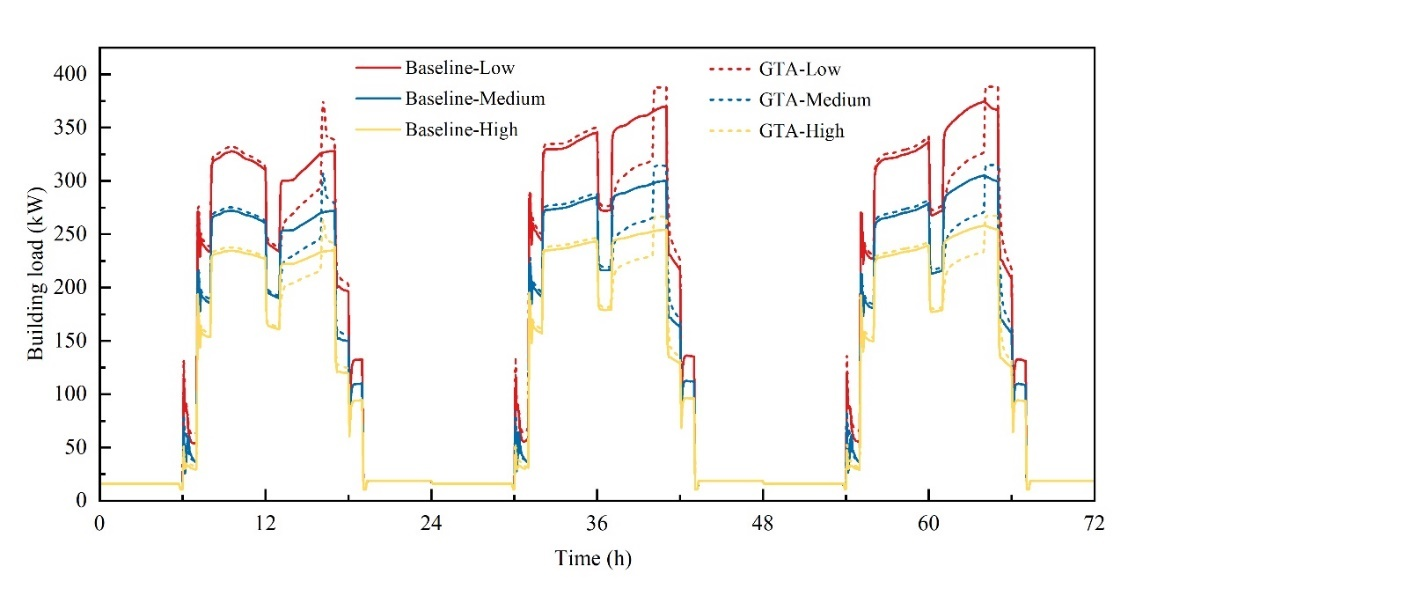 400
350
300
250
200
150
100
50
0
Building load (kW)
Baseline-Low
Baseline-Medium
Baseline-High
GTA-Low
GTA-Medium
GTA-High
0 12 24 36 48 60 72
Time (h)